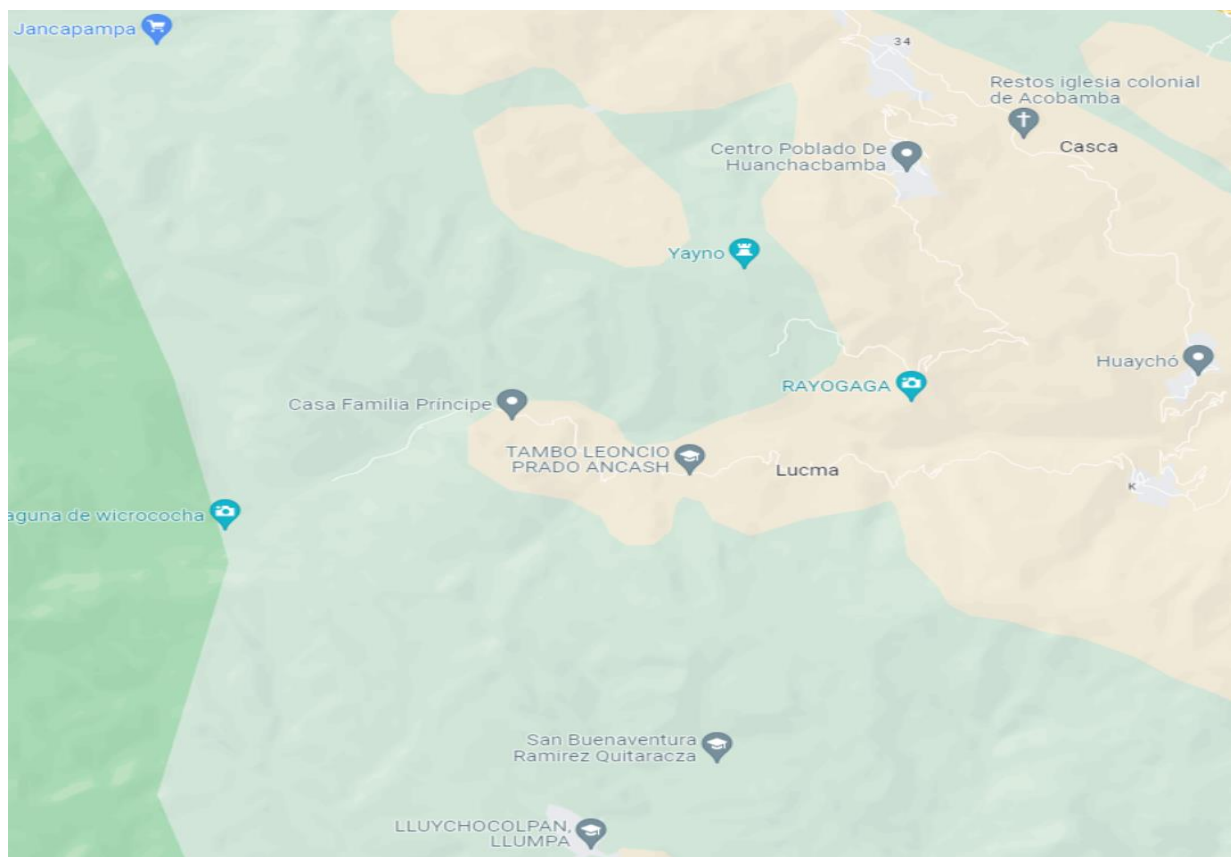 Jancapampa
34
Restos iglesia colonial
de Acobamba
Casca
Centro Poblado De
Huanchacbamba
Yayno
Huaychó
RAYOGAGA
Casa Familia Príncipe
TAMBO LEONCIO
PRADO ANCASH
Lucma
K
aguna de wicrococha
San Buenaventura
Ramirez Quitaracza
LLUYCHOCOLPAN,
LLUMPA